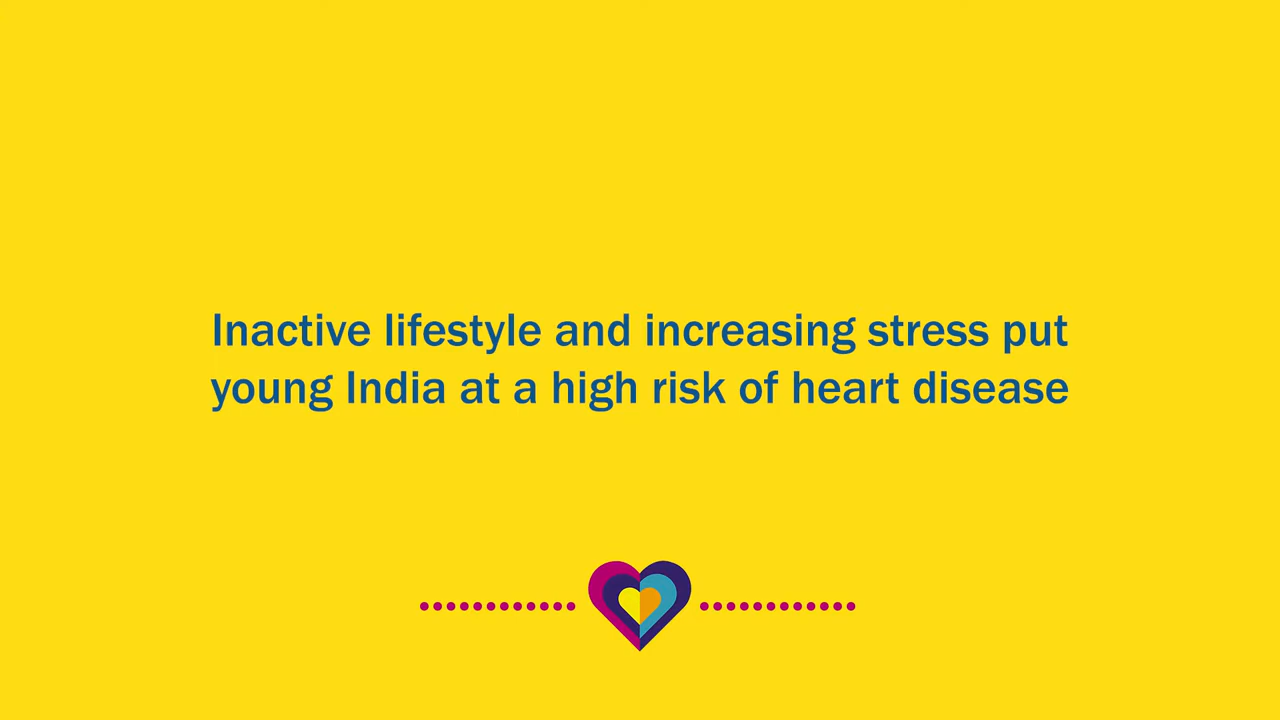 Inactive lifestyle and increasing stress put
young India at a high risk of heart disease